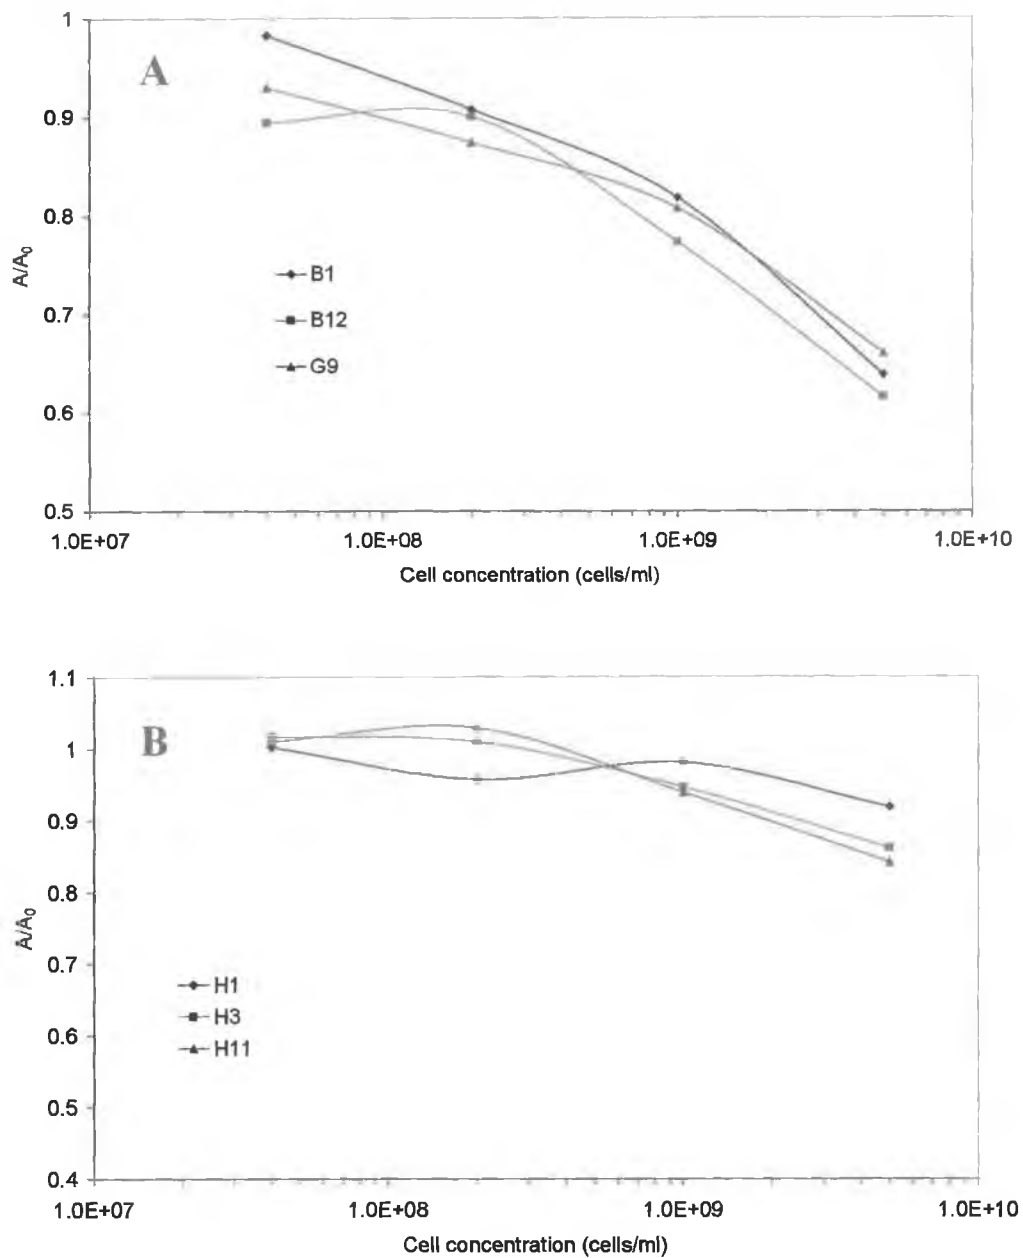 A
1
0.9
0.8
0.7
0.6
0.5
A/A0
B1
B12
G9
1.0E+07 1.0E+08 1.0E+09 1.0E+10
Cell concentration (cells/ml)
B
1.1
1
0.9
0.8
0.7
0.6
0.5
0.4
A/A0
H1
H3
H11
1.0E+07 1.0E+08 1.0E+09 1.0E+10
Cell concentration (cells/ml)